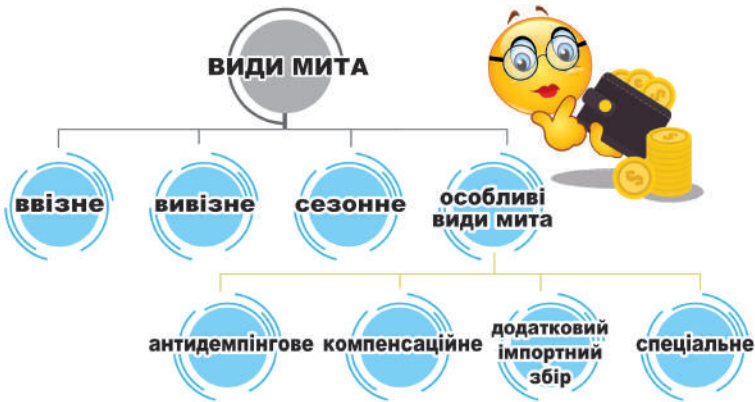 ВИДИ МИТА
ввізне
вивізне
сезонне
особливі
види мита
антидемпінгове
компенсаційне
додатковий
імпортний
збір
спеціальне